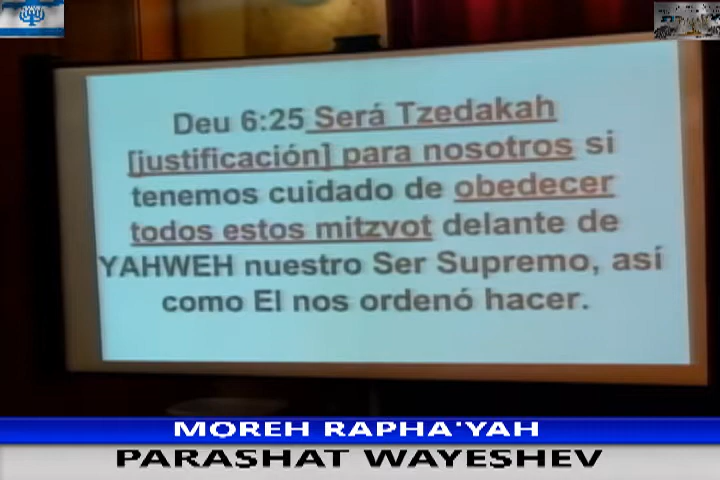 Deu 6:25 Será Tzedakah
[justificación] para nosotros si
tenemos cuidado de obedecer
todos estos mitzvot delante de
YAHWEH nuestro Ser Supremo, así
como El nos ordenó hacer.
MOREH RAPHA'YAH
PARASHAT WAYESHEV